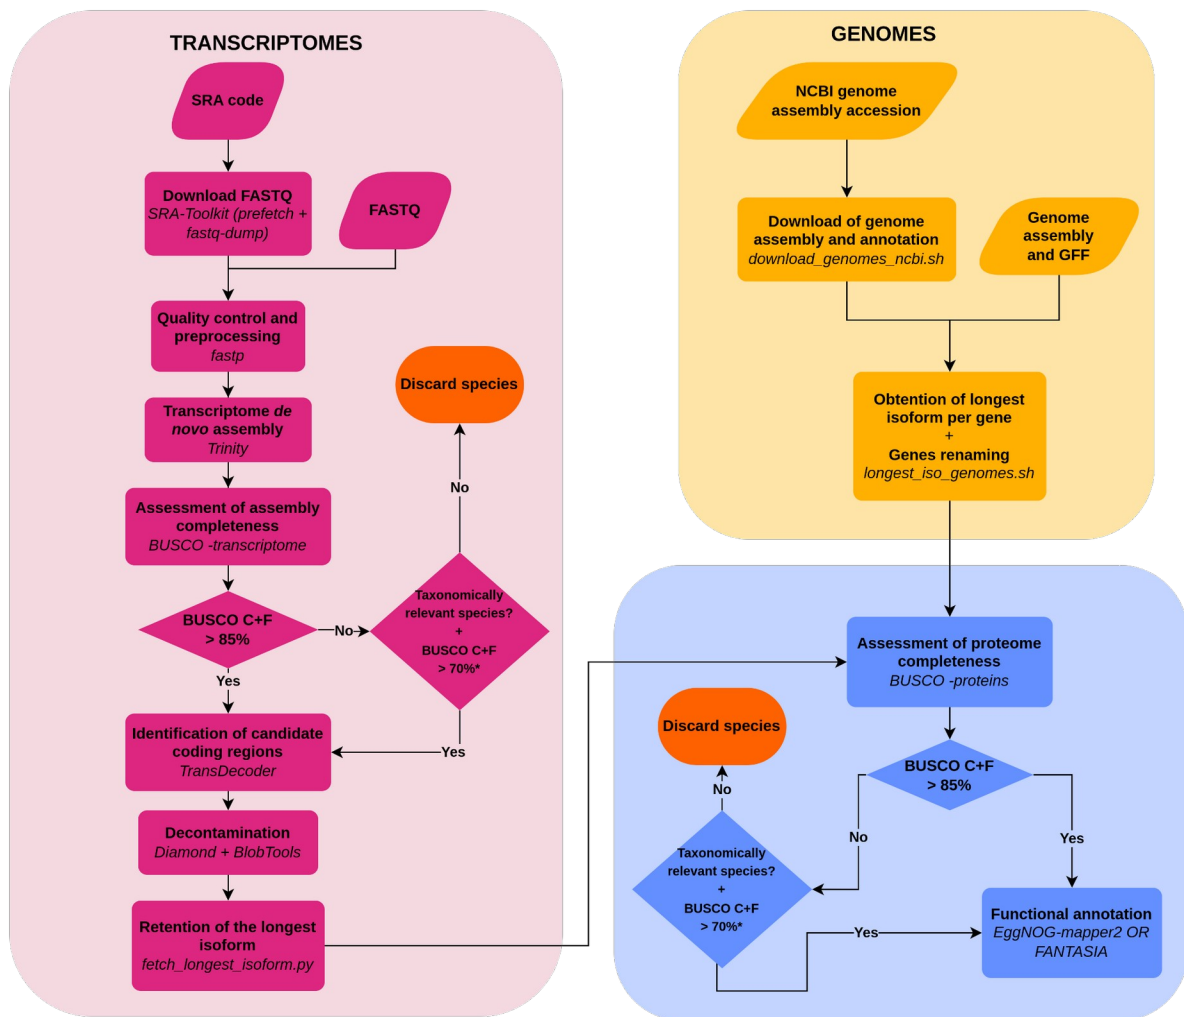 TRANSCRIPTOMES
SRA code
Download FASTQ
SRA-Toolkit (prefetch +
fastq-dump)
FASTQ
Quality control and
preprocessing
fastp
Transcriptome de
novo assembly
Trinity
Assessment of assembly
completeness
BUSCO -transcriptome
BUSCO C+F
> 85%
No
Taxonomically
relevant species?
+
BUSCO C+F
> 70%*
No
Discard species
Yes
Yes
Identification of candidate
coding regions
TransDecoder
Decontamination
Diamond + BlobTools
Retention of the longest
isoform
fetch_longest_isoform.py
GENOMES
NCBI genome
assembly accession
Download of genome
assembly and annotation
download_genomes_ncbi.sh
Genome
assembly
and GFF
Obtention of longest
isoform per gene
+
Genes renaming
longest_iso_genomes.sh
Assessment of proteome
completeness
BUSCO -proteins
BUSCO C+F
> 85%
No
Yes
Taxonomically
relevant species?
+
BUSCO C+F
> 70%*
No
Discard species
Yes
Functional annotation
EggNOG-mapper2 OR
FANTASIA